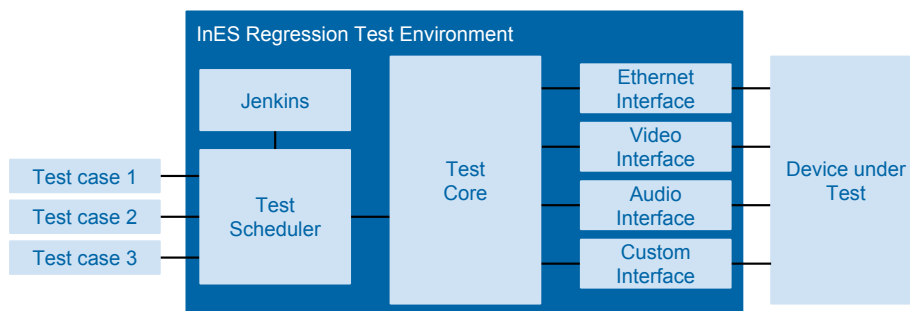 InES Regression Test Environment
Jenkins
Test case 1
Test case 2
Test case 3
Test
Scheduler
Test
Core
Ethernet
Interface
Video
Interface
Audio
Interface
Custom
Interface
Device under
Test